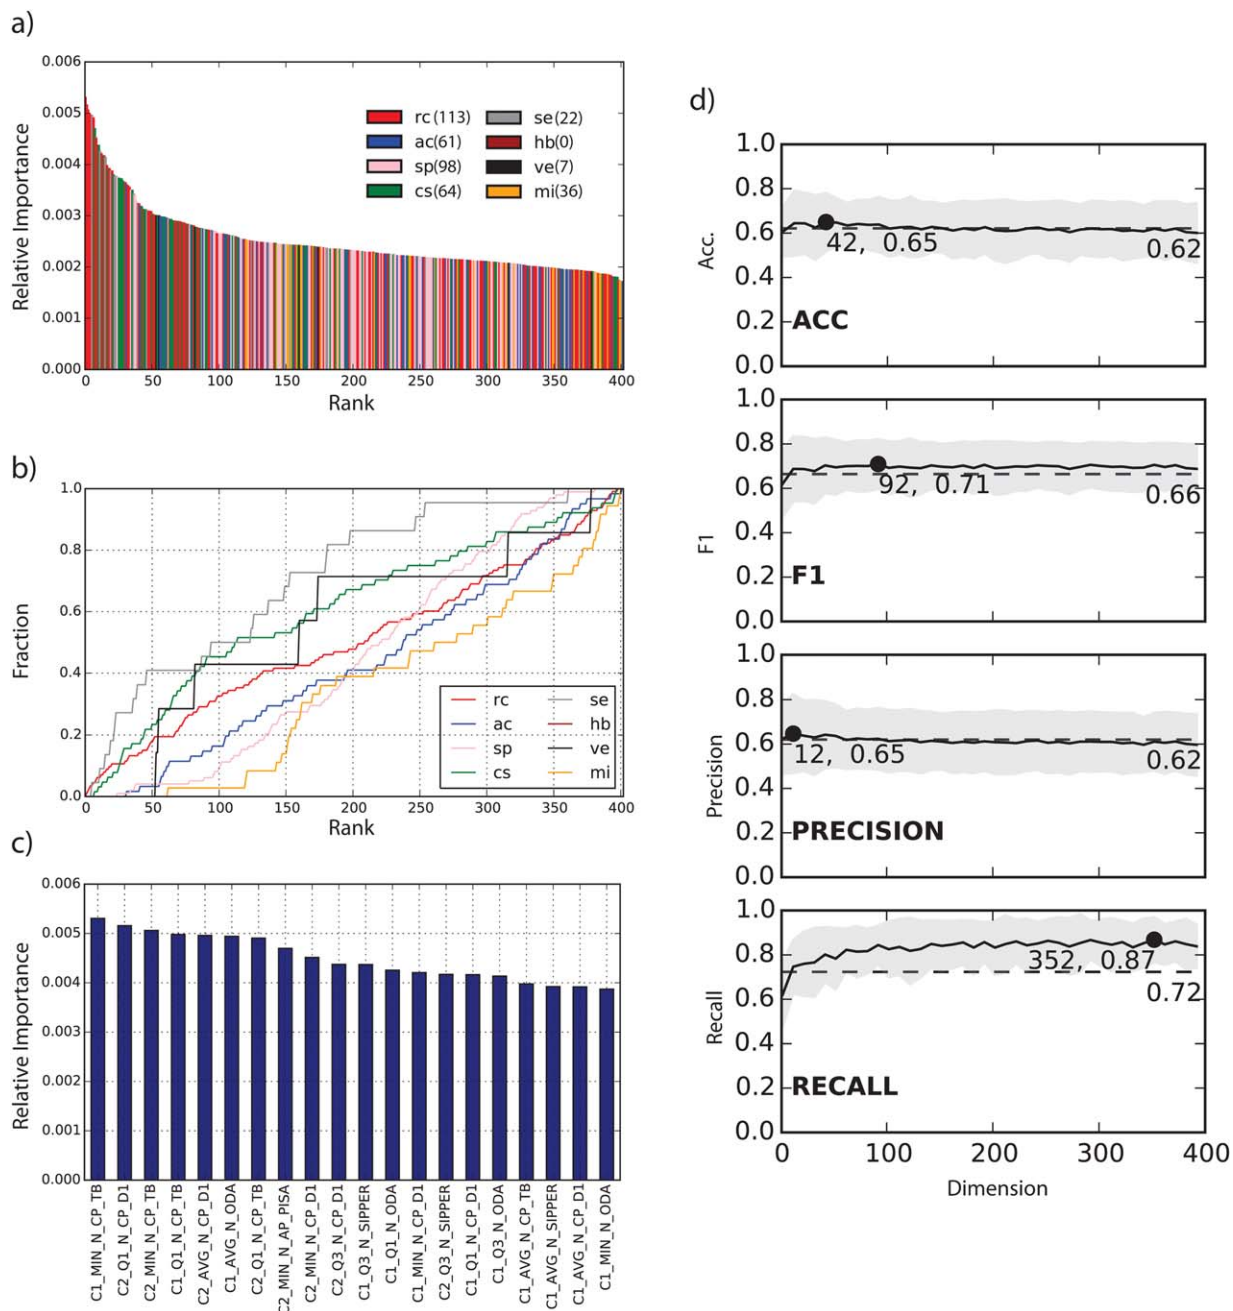 a)
0.006
0.005
0.004
0.003
0.002
0.001
0.000
Relative Importance
rc(113)
ac(61)
sp(98)
cs(64)
se(22)
hb(0)
ve(7)
mi(36)
0 50 100 150 200 250 300 350 400
Rank
b)
1.0
0.8
0.6
0.4
0.2
0.0
Fraction
rc
ac
sp
cs
se
hb
ve
mi
0 50 100 150 200 250 300 350 400
Rank
c)
0.006
0.005
0.004
0.003
0.002
0.001
0.000
Relative Importance
C1_MIN_N_CP_TB
C2_Q1_N_CP_D1
C2_MIN_N_CP_TB
C1_Q1_N_CP_TB
C2_AVG_N_CP_D1
C1_AVG_N_ODA
C2_Q1_N_CP_TB
C2_MIN_N_AP_PISA
C2_MIN_N_CP_D1
C2_Q3_N_CP_D1
C1_Q3_N_SIPPER
C1_Q1_N_ODA
C1_MIN_N_CP_D1
C2_Q3_N_SIPPER
C1_Q1_N_CP_D1
C1_Q3_N_ODA
C1_AVG_N_CP_TB
C1_AVG_N_SIPPER
C1_AVG_N_CP_D1
C1_MIN_N_ODA
d)
1.0
0.8
0.6
0.4
0.2
0.0
Acc.
42, 0.65
0.62
ACC
1.0
0.8
0.6
0.4
0.2
0.0
F1
92, 0.71
0.66
F1
1.0
0.8
0.6
0.4
0.2
0.0
Precision
12, 0.65
0.62
PRECISION
1.0
0.8
0.6
0.4
0.2
0.0
Recall
352, 0.87
0.72
RECALL
0 100 200 300 400
Dimension